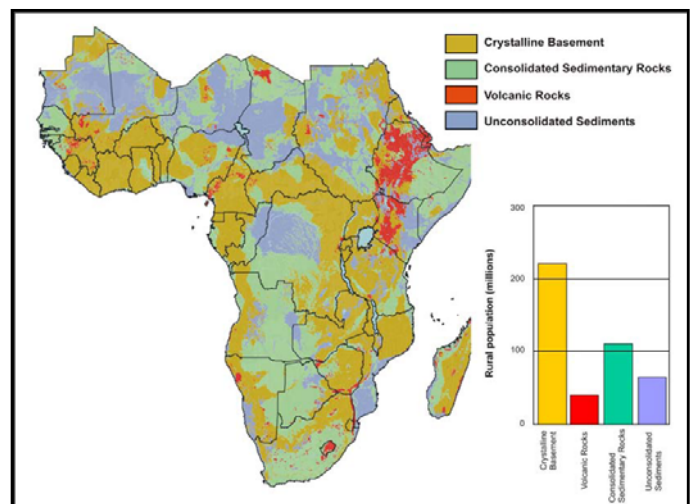 Crystalline Basement
Consolidated Sedimentary Rocks
Volcanic Rocks
Unconsolidated Sediments
300
200
100
0
Rural population (millions)
Crystalline
Basement
Volcanic Rocks
Consolidated
Sedimentary Rocks
Unconsolidated
Sediments